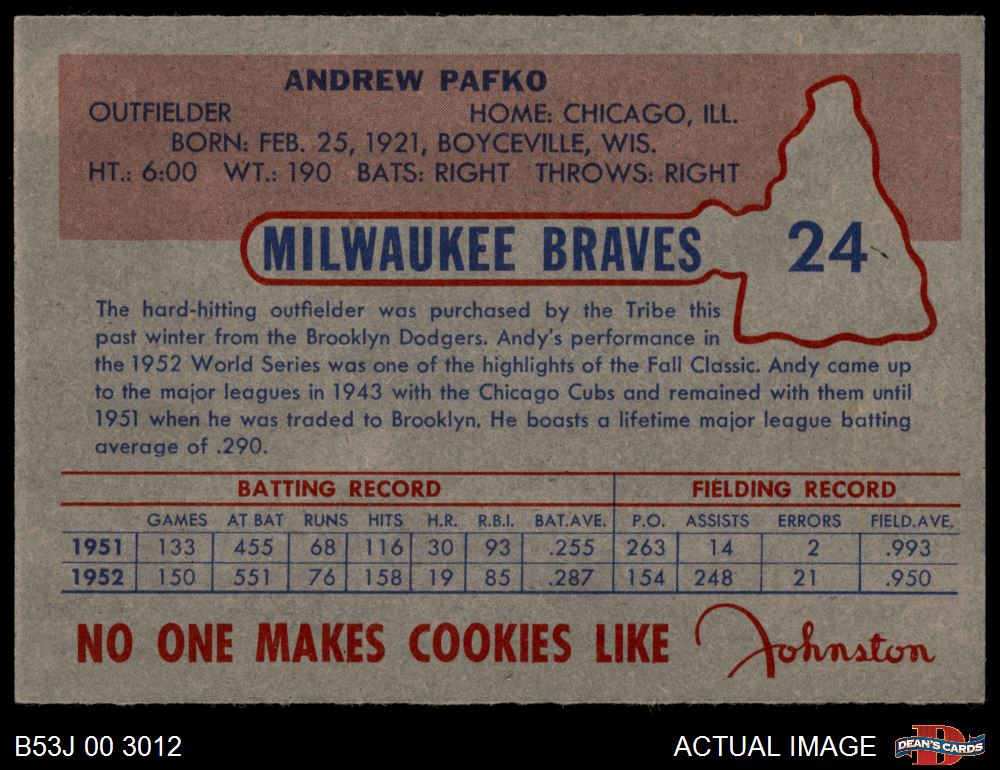 ANDREW PAFKO
OUTFIELDER HOME: CHICAGO, ILL.
BORN: FEB. 25, 1921, BOYCEVILLE, WIS.
HT.: 6:00 WT.: 190 BATS: RIGHT THROWS: RIGHT
MILWAUKEE BRAVES 24
The hard-hitting outfielder was purchased by the Tribe this
past winter from the Brooklyn Dodgers. Andy's performance in
the 1952 World Series was one of the highlights of the Fall Classic. Andy came up
to the major leagues in 1943 with the Chicago Cubs and remained with them until
1951 when he was traded to Brooklyn. He boasts a lifetime major league batting
average of .290.
BATTING RECORD FIELDING RECORD
GAMES AT BAT RUNS HITS H.R. R.B.I. BAT.AVE. P.O. ASSISTS ERRORS FIELD.AVE.
1951 133 455 68 116 30 93 .255 263 14 2 .993
1952 150 551 76 158 19 85 .287 154 248 21 .950
NO ONE MAKES COOKIES LIKE Johnston
B53J 00 3012 ACTUAL IMAGE D DEAN'S CARDS